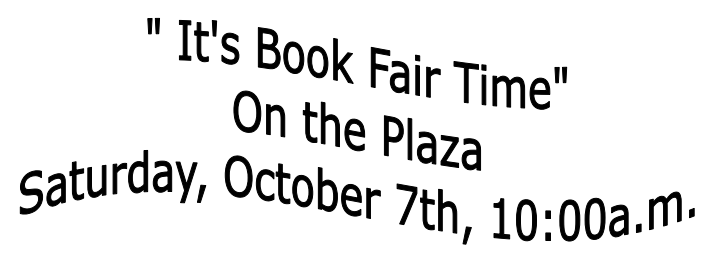 " It's Book Fair Time"
On the Plaza
Saturday, October 7th, 10:00a.m.